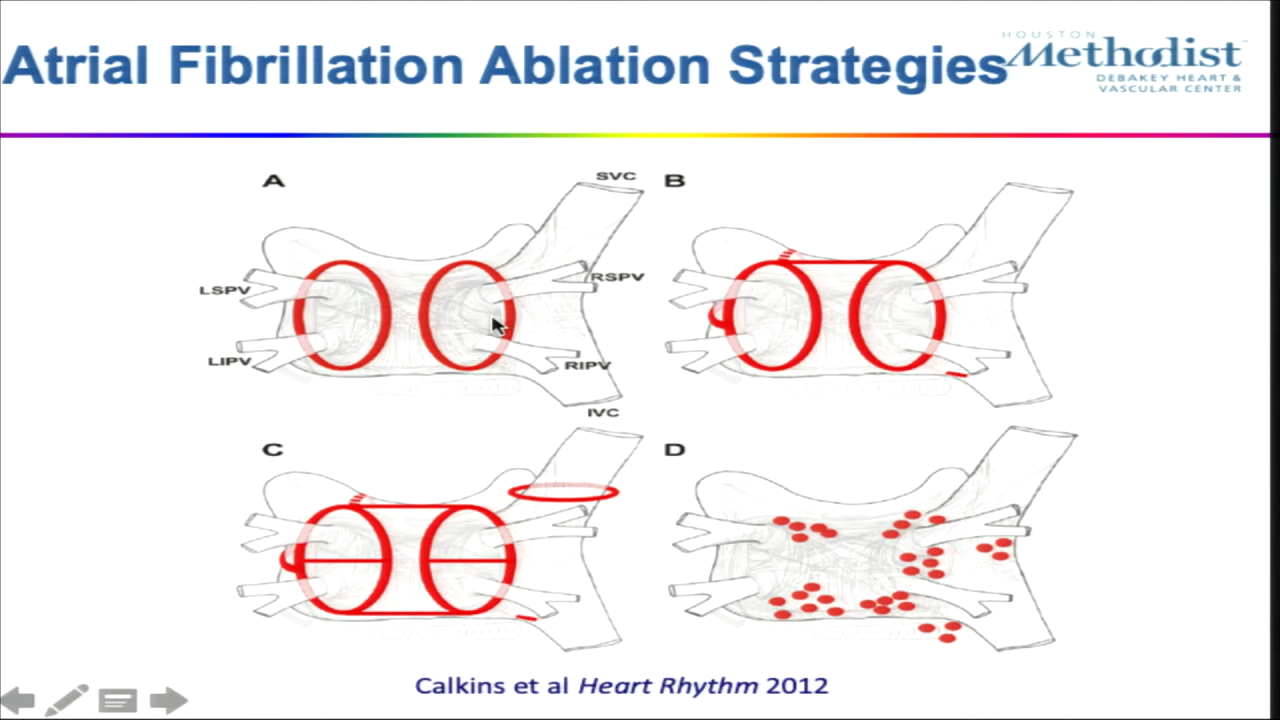 Atrial Fibrillation Ablation Strategies
HOUSTON
Methodist
DEBAKEY HEART &
VASCULAR CENTER
A
SVC
B
LSPV
RSPV
LIPV
RIPV
IVC
C
D
Calkins et al Heart Rhythm 2012